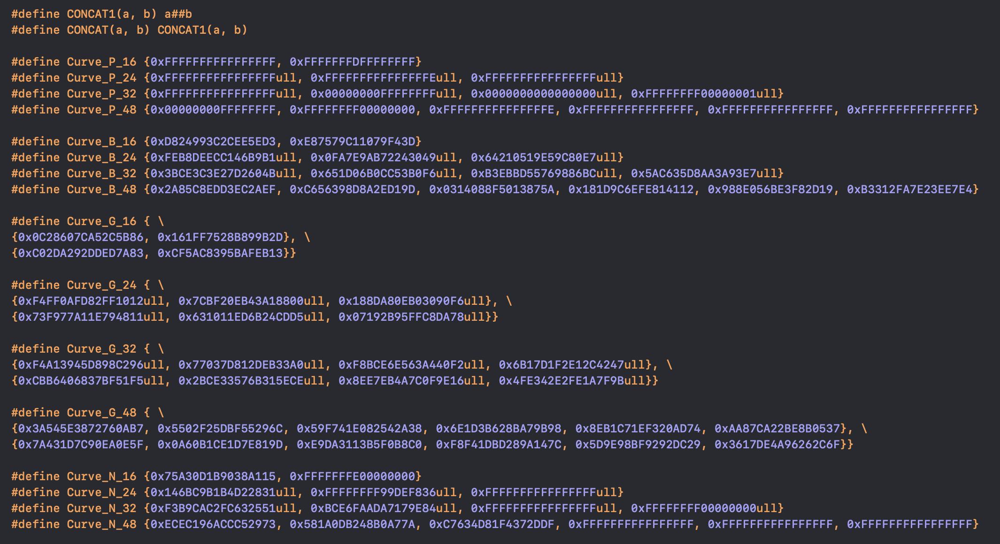 #define CONCAT1(a, b) a##b
#define CONCAT(a, b) CONCAT1(a, b)
#define Curve_P_16 {0xFFFFFFFFFFFFFFFF, 0xFFFFFFFDFFFFFFFF}
#define Curve_P_24 {0xFFFFFFFFFFFFFFFFull, 0xFFFFFFFFFFFFFFFEull, 0xFFFFFFFFFFFFFFFFull}
#define Curve_P_32 {0xFFFFFFFFFFFFFFFFull, 0x00000000FFFFFFFFull, 0x0000000000000000ull, 0xFFFFFFFF00000001ull}
#define Curve_P_48 {0x00000000FFFFFFFF, 0xFFFFFFFF00000000, 0xFFFFFFFFFFFFFFFE, 0xFFFFFFFFFFFFFFFF, 0xFFFFFFFFFFFFFFFF, 0xFFFFFFFFFFFFFFFF}
#define Curve_B_16 {0xD824993C2CEE5ED3, 0xE87579C11079F43D}
#define Curve_B_24 {0xFEB8DEECC146B9B1ull, 0x0FA7E9AB72243049ull, 0x64210519E59C80E7ull}
#define Curve_B_32 {0x3BCE3C3E27D2604Bull, 0x651D06B0CC53B0F6ull, 0xB3EBBD55769886BCull, 0x5AC635D8AA3A93E7ull}
#define Curve_B_48 {0x2A85C8EDD3EC2AEF, 0xC656398D8A2ED19D, 0x0314088F5013875A, 0x181D9C6EFE814112, 0x988E056BE3F82D19, 0xB3312FA7E23EE7E4}
#define Curve_G_16 { \
{0x0C28607CA52C5B86, 0x161FF7528B899B2D}, \
{0xC02DA292DDED7A83, 0xCF5AC8395BAFEB13}}
#define Curve_G_24 { \
{0xF4FF0AFD82FF1012ull, 0x7CBF20EB43A18800ull, 0x188DA80EB03090F6ull}, \
{0x73F977A11E794811ull, 0x631011ED6B24CDD5ull, 0x07192B95FFC8DA78ull}}
#define Curve_G_32 { \
{0xF4A13945D898C296ull, 0x77037D812DEB33A0ull, 0xF8BCE6E563A440F2ull, 0x6B17D1F2E12C4247ull}, \
{0xCBB6406837BF51F5ull, 0x2BCE33576B315ECEull, 0x8EE7EB4A7C0F9E16ull, 0x4FE342E2FE1A7F9Bull}}
#define Curve_G_48 { \
{0x3A545E3872760AB7, 0x5502F25DBF55296C, 0x59F741E082542A38, 0x6E1D3B628BA79B98, 0x8EB1C71EF320AD74, 0xAA87CA22BE8B0537}, \
{0x7A431D7C90EA0E5F, 0x0A60B1CE1D7E819D, 0xE9DA3113B5F0B8C0, 0xF8F41DBD289A147C, 0x5D9E98BF9292DC29, 0x3617DE4A96262C6F}}
#define Curve_N_16 {0x75A30D1B9038A115, 0xFFFFFFFE00000000}
#define Curve_N_24 {0x146BC9B1B4D22831ull, 0xFFFFFFFF99DEF836ull, 0xFFFFFFFFFFFFFFFFull}
#define Curve_N_32 {0xF3B9CAC2FC632551ull, 0xBCE6FAADA7179E84ull, 0xFFFFFFFFFFFFFFFFull, 0xFFFFFFFF00000000ull}
#define Curve_N_48 {0xECEC196ACCC52973, 0x581A0DB248B0A77A, 0xC7634D81F4372DDF, 0xFFFFFFFFFFFFFFFF, 0xFFFFFFFFFFFFFFFF, 0xFFFFFFFFFFFFFFFF}